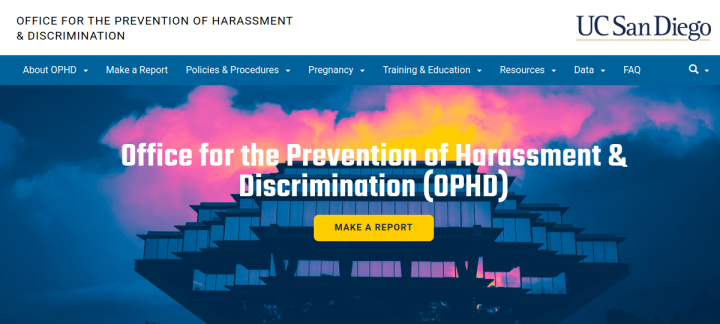 OFFICE FOR THE PREVENTION OF HARASSMENT
& DISCRIMINATION
UC San Diego
About OPHD Make a Report Policies & Procedures Pregnancy Training & Education Resources Data FAQ
Office for the Prevention of Harassment &
Discrimination (OPHD)
MAKE A REPORT